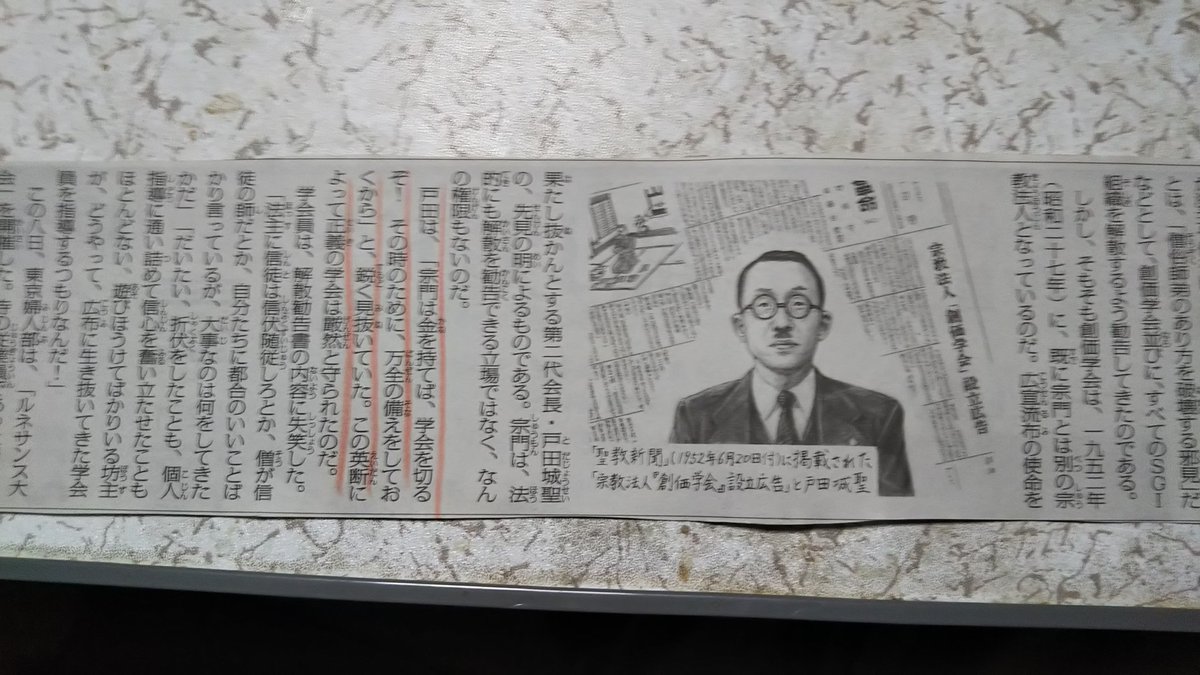 とは、「僧俗師弟のあり方を破壊する邪見」だ
などとして、創価学会並びに、すべてのSGI
組織を解散するよう勧告してきたのである。
しかし、そもそも創価学会は、一九五二年
（昭和二十七年）に、既に宗門とは別の宗
教法人となっているのだ。広宣流布の使命を
宗教法人『創価学会』設立公告
「聖教新聞」(1952年6月20日付)に掲載された
「宗教法人『創価学会』設立広告」と戸田城聖
果たし抜かんとする第二代会長・戸田城聖
の、先見の明によるものである。宗門は、法
的にも解散を勧告できる立場ではなく、なん
の権限もないのだ。
戸田は、「宗門は金を持てば、学会を切る
ぞ！　その時のために、万全の備えをしてお
くから」と、鋭く見抜いていた。この英断に
よって正義の学会は厳然と守られたのだ。
学会員は、解散勧告書の内容に失笑した。
「法主に信徒は信伏随従しろとか、僧が信
徒の師だとか、自分たちに都合のいいことば
かり言っているが、大事なのは何をしてきた
かだ」「だいたい、折伏をしたことも、個人
指導に通い詰めて信心を奮い立たせたことも
ほとんどない、遊びほうけてばかりいる坊主
が、どうやって、広布に生き抜いてきた学会
員を指導するつもりなんだ！」
この八日、東京婦人部は、「ルネサンス大
会」を開催した。